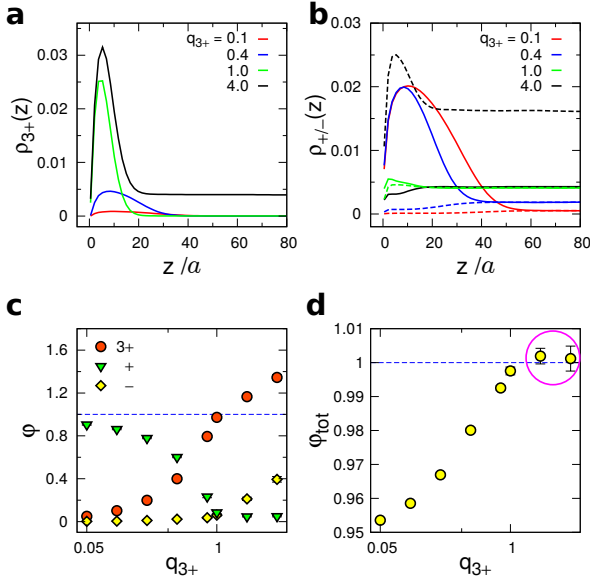 a
q3+ = 0.1
0.4
1.0
4.0
ρ3+(z)
0.03
0.02
0.01
0
0 20 40 60 80
z /a
b
q3+ = 0.1
0.4
1.0
4.0
ρ+/−(z)
0.03
0.02
0.01
0
0 20 40 60 80
z /a
c
3+
+
−
φ
1.6
1.2
0.8
0.4
0
0.05 1
q3+
d
φtot
1.01
1
0.99
0.98
0.97
0.96
0.95
0.05 1
q3+